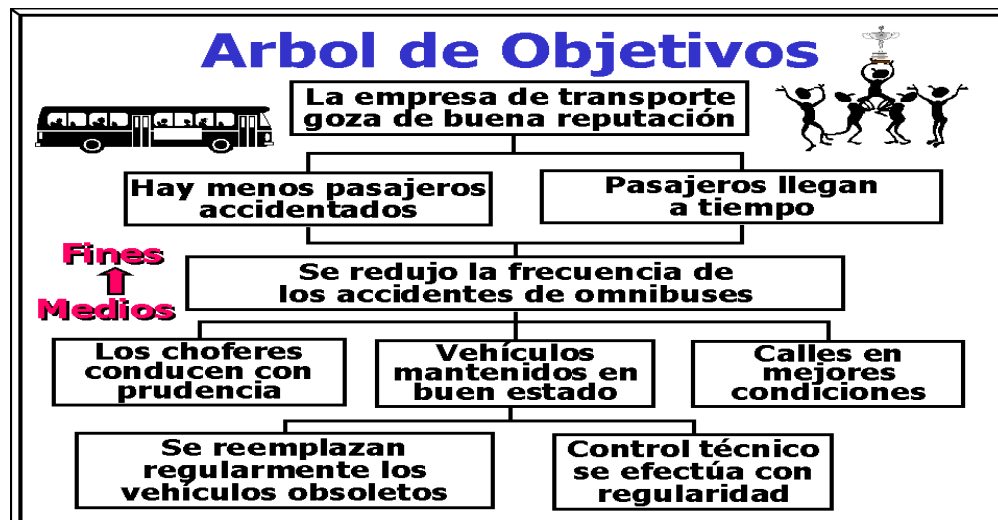 Arbol de Objetivos
La empresa de transporte
goza de buena reputación
Hay menos pasajeros
accidentados
Pasajeros llegan
a tiempo
Fines
Medios
Se redujo la frecuencia de
los accidentes de omnibuses
Los choferes
conducen con
prudencia
Vehículos
mantenidos en
buen estado
Calles en
mejores
condiciones
Se reemplazan
regularmente los
vehículos obsoletos
Control técnico
se efectúa con
regularidad